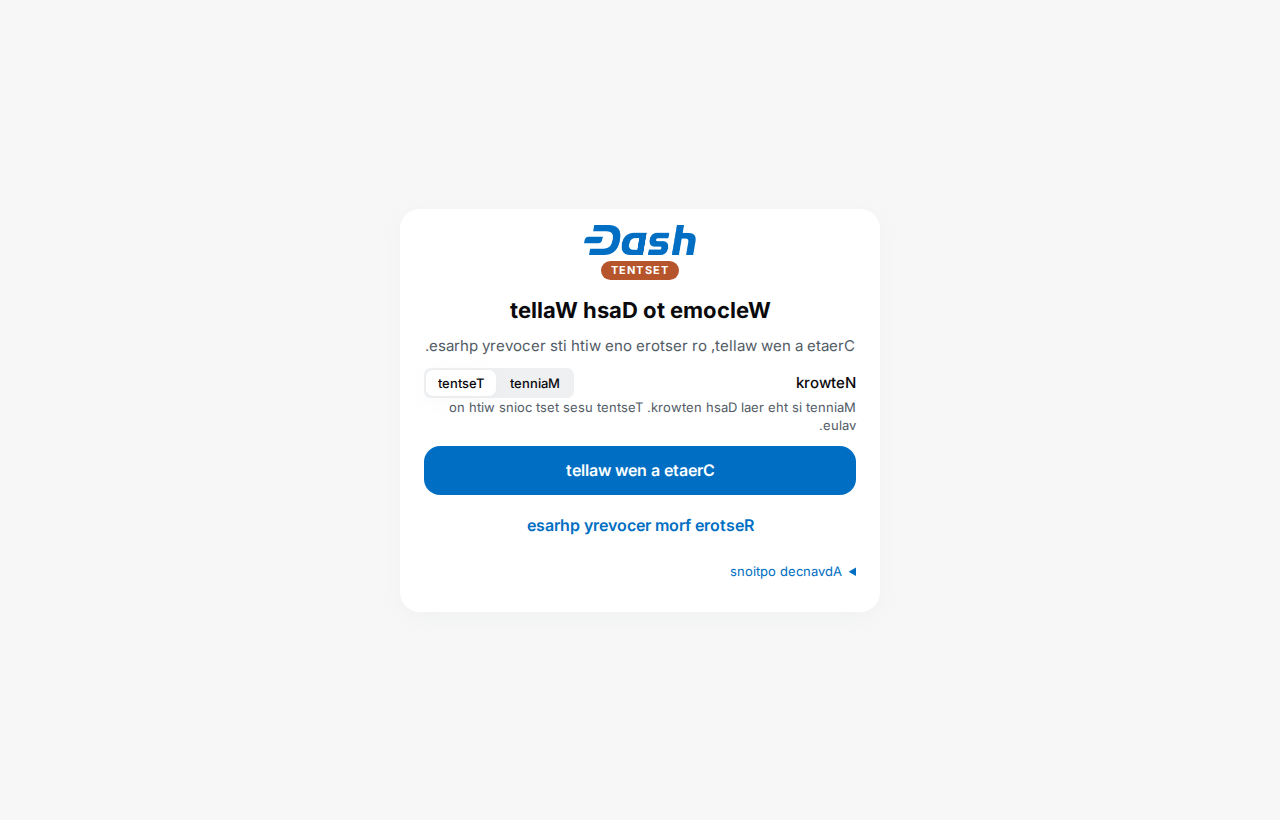 Dash
TENTSET
tellaW hsaD ot emocleW
.esarhp yrevocer sti htiw eno erotser ro ,tellaw wen a etaerC
krowteN
tenniaM
tentseT
on htiw snioc tset sesu tentseT .krowten hsaD laer eht si tenniaM
.eulav
tellaw wen a etaerC
esarhp yrevocer morf erotseR
snoitpo decnavdA